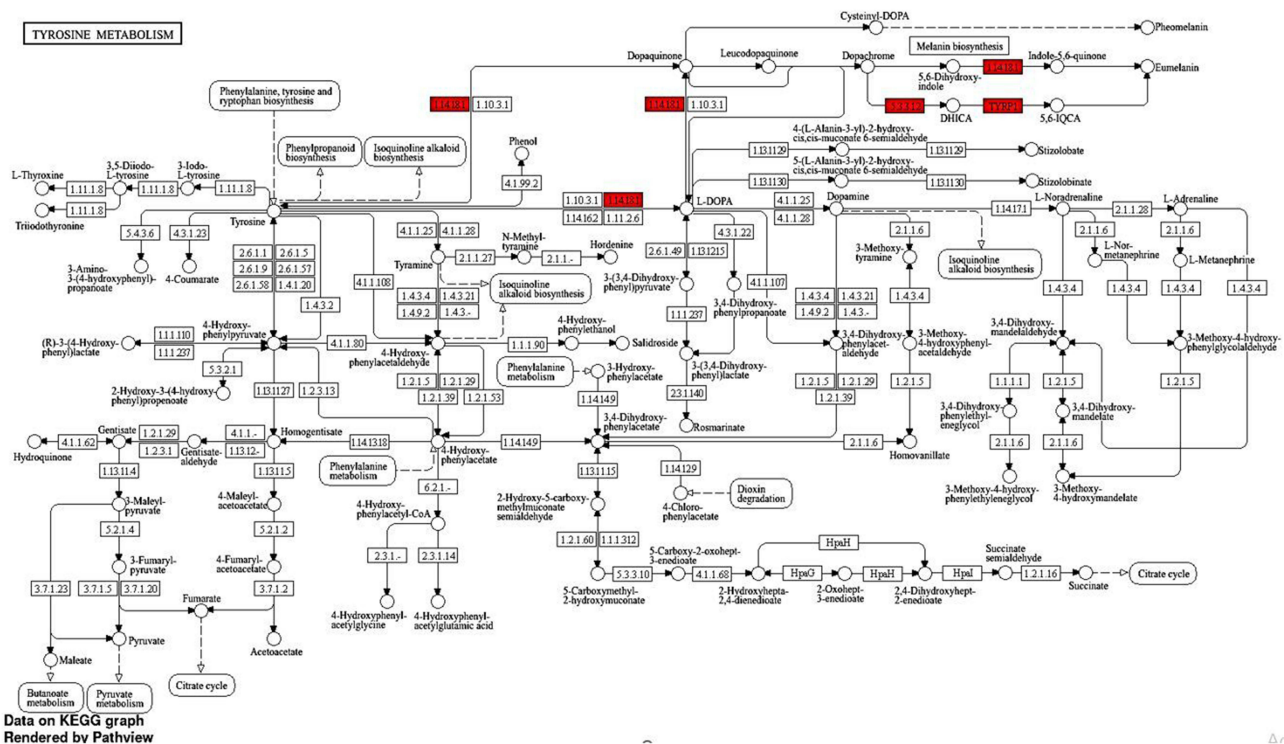 TYROSINE METABOLISM
Cysteinyl-DOPA
Pheomelanin
Dopaquinone
Leucodopaquinone
Dopachrome
Melanin biosynthesis
Indole-5,6-quinone
1.14.18.1
5,6-Dihydroxy-
indole
Eumelanin
Phenylalanine, tyrosine and
ryptophan biosynthesis
1.14.18.1
1.10.3.1
1.14.18.1
1.10.3.1
5.3.3.12
TYRP1
DHICA
5,6-IQCA
Phenylpropanoid
biosynthesis
Isoquinoline alkaloid
biosynthesis
Phenol
4.1.99.2
4-(L-Alanin-3-yl)-2-hydroxy-
cis,cis-muconate 6-semialdehyde
1.13.11.29
1.13.11.29
Stizolobate
5-(L-Alanin-3-yl)-2-hydroxy-
cis,cis-muconate 6-semialdehyde
1.13.11.30
1.13.11.30
Stizolobinate
L-Thyroxine
3,5-Diiodo-
L-tyrosine
3-Iodo-
L-tyrosine
1.11.1.8
1.11.1.8
1.11.1.8
1.11.1.8
Triiodothyronine
Tyrosine
1.10.3.1
1.14.18.1
1.14.16.2
1.11.2.6
L-DOPA
4.1.1.25
4.1.1.28
Dopamine
1.14.17.1
L-Noradrenaline
2.1.1.28
L-Adrenaline
5.4.3.6
4.3.1.23
3-Amino-
3-(4-hydroxyphenyl)-
propanoate
4-Coumarate
2.6.1.1
2.6.1.5
2.6.1.9
2.6.1.57
2.6.1.58
1.4.1.20
1.4.3.2
4.1.1.25
4.1.1.28
Tyramine
N-Methyl-
tyramine
Hordenine
2.1.1.27
2.1.1.-
4.1.1.108
Isoquinoline
alkaloid biosynthesis
1.4.3.4
1.4.3.21
1.4.9.2
1.4.3.-
4.3.1.22
2.6.1.49
1.13.12.15
3-(3,4-Dihydroxy-
phenyl)pyruvate
3,4-Dihydroxy-
phenylpropanoate
4.1.1.107
1.1.1.237
2.1.1.6
3-Methoxy-
tyramine
Isoquinoline
alkaloid biosynthesis
1.4.3.4
1.4.3.21
1.4.9.2
1.4.3.-
1.4.3.4
2.1.1.6
2.1.1.6
L-Nor-
metanephrine
L-Metanephrine
1.4.3.4
1.4.3.4
1.4.3.4
1.4.3.4
(R)-3-(4-Hydroxy-
phenyl)lactate
1.1.1.110
1.1.1.237
4-Hydroxy-
phenylpyruvate
4.1.1.80
4-Hydroxy-
phenylacetaldehyde
1.1.1.90
4-Hydroxy-
phenylethanol
Salidroside
3,4-Dihydroxy-
phenylacet-
aldehyde
3-Methoxy-
4-hydroxyphenyl-
acetaldehyde
3,4-Dihydroxy-
mandelaldehyde
3-Methoxy-4-hydroxy-
phenylglycolaldehyde
5.3.2.1
2-Hydroxy-3-(4-hydroxy-
phenyl)propenoate
1.13.11.27
1.2.3.13
1.2.1.5
1.2.1.29
1.2.1.39
1.2.1.53
Phenylalanine
metabolism
3-Hydroxy-
phenylacetate
1.14.14.9
3,4-Dihydroxy-
phenylacetate
3-(3,4-Dihydroxy-
phenyl)lactate
2.3.1.140
Rosmarinate
1.2.1.5
1.2.1.29
1.2.1.39
1.2.1.5
1.1.1.1
1.2.1.5
1.2.1.5
3,4-Dihydroxy-
phenylethyl-
eneglycol
3,4-Dihydroxy-
mandelate
2.1.1.6
2.1.1.6
3-Methoxy-4-hydroxy-
phenylethyleneglycol
3-Methoxy-
4-hydroxymandelate
Hydroquinone
4.1.1.62
Gentisate
1.2.1.29
1.2.3.1
Gentisate-
aldehyde
4.1.1.-
1.13.12.-
Homogentisate
1.14.13.18
Phenylalanine
metabolism
4-Hydroxy-
phenylacetate
1.14.14.9
2.1.1.6
Homovanillate
1.13.11.4
1.13.11.5
3-Maleyl-
pyruvate
4-Maleyl-
acetoacetate
6.2.1.-
4-Hydroxy-
phenylacetyl-CoA
1.13.11.15
1.14.12.9
4-Chloro-
phenylacetate
Dioxin
degradation
2-Hydroxy-5-carboxy-
methylmuconate
semialdehyde
5.2.1.4
5.2.1.2
3-Fumaryl-
pyruvate
4-Fumaryl-
acetoacetate
2.3.1.-
2.3.1.14
1.2.1.60
1.1.1.312
5-Carboxy-2-oxohept-
3-enedioate
HpaH
Succinate
semialdehyde
5.3.3.10
4.1.1.68
HpaG
HpaH
HpaI
1.2.1.16
Succinate
Citrate cycle
5-Carboxymethyl-
2-hydroxymuconate
2-Hydroxyhepta-
2,4-dienedioate
2-Oxohept-
3-enedioate
2,4-Dihydroxyhept-
2-enedioate
3.7.1.23
3.7.1.5
3.7.1.20
3.7.1.2
Fumarate
4-Hydroxyphenyl-
acetylglycine
4-Hydroxyphenyl-
acetylglutamic acid
Pyruvate
Acetoacetate
Maleate
Butanoate
metabolism
Pyruvate
metabolism
Citrate cycle
Data on KEGG graph
Rendered by Pathview